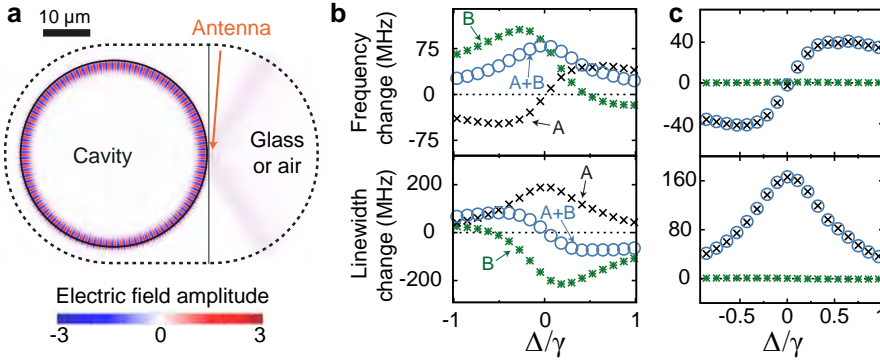 a
10 μm
Antenna
Cavity
Glass
or air
Electric field amplitude
-3 0 3
b
Frequency
change (MHz)
75
0
-75
B
A+B
A
Linewidth
change (MHz)
200
0
-200
A
A+B
B
-1 0 1
Δ/γ
c
40
0
-40
160
80
0
-0.5 0 0.5
Δ/γ